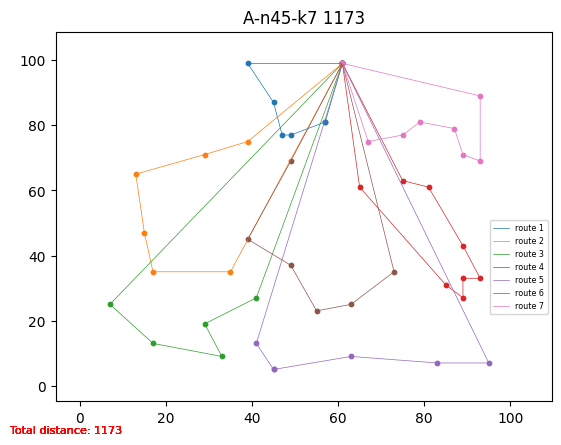 A-n45-k7 1173
100
80
60
40
20
0
route 1
route 2
route 3
route 4
route 5
route 6
route 7
0 20 40 60 80 100
Total distance: 1173